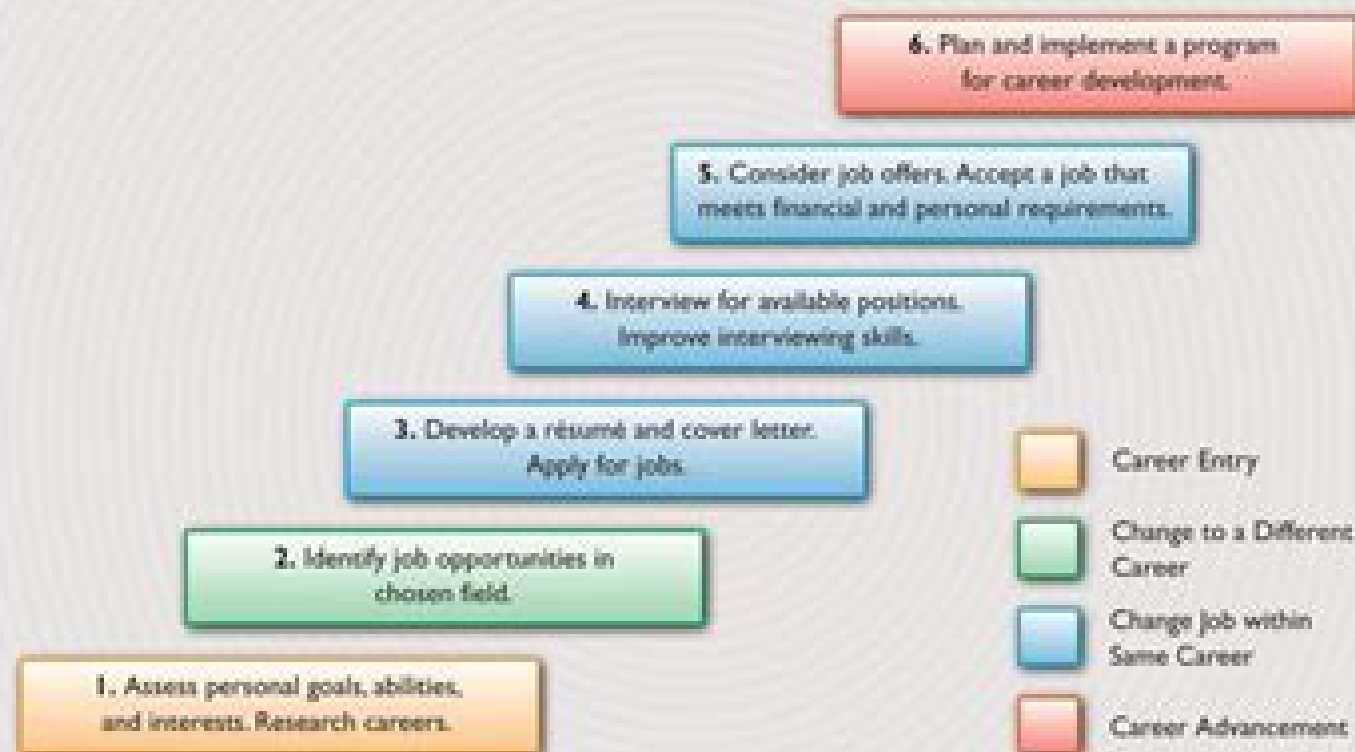 6. Plan and implement a program
for career development.
5. Consider job offers. Accept a job that
meets financial and personal requirements.
4. Interview for available positions.
Improve interviewing skills.
3. Develop a résumé and cover letter.
Apply for jobs.
2. Identify job opportunities in
chosen field.
1. Assess personal goals, abilities,
and interests. Research careers.
Career Entry
Change to a Different
Career
Change Job within
Same Career
Career Advancement